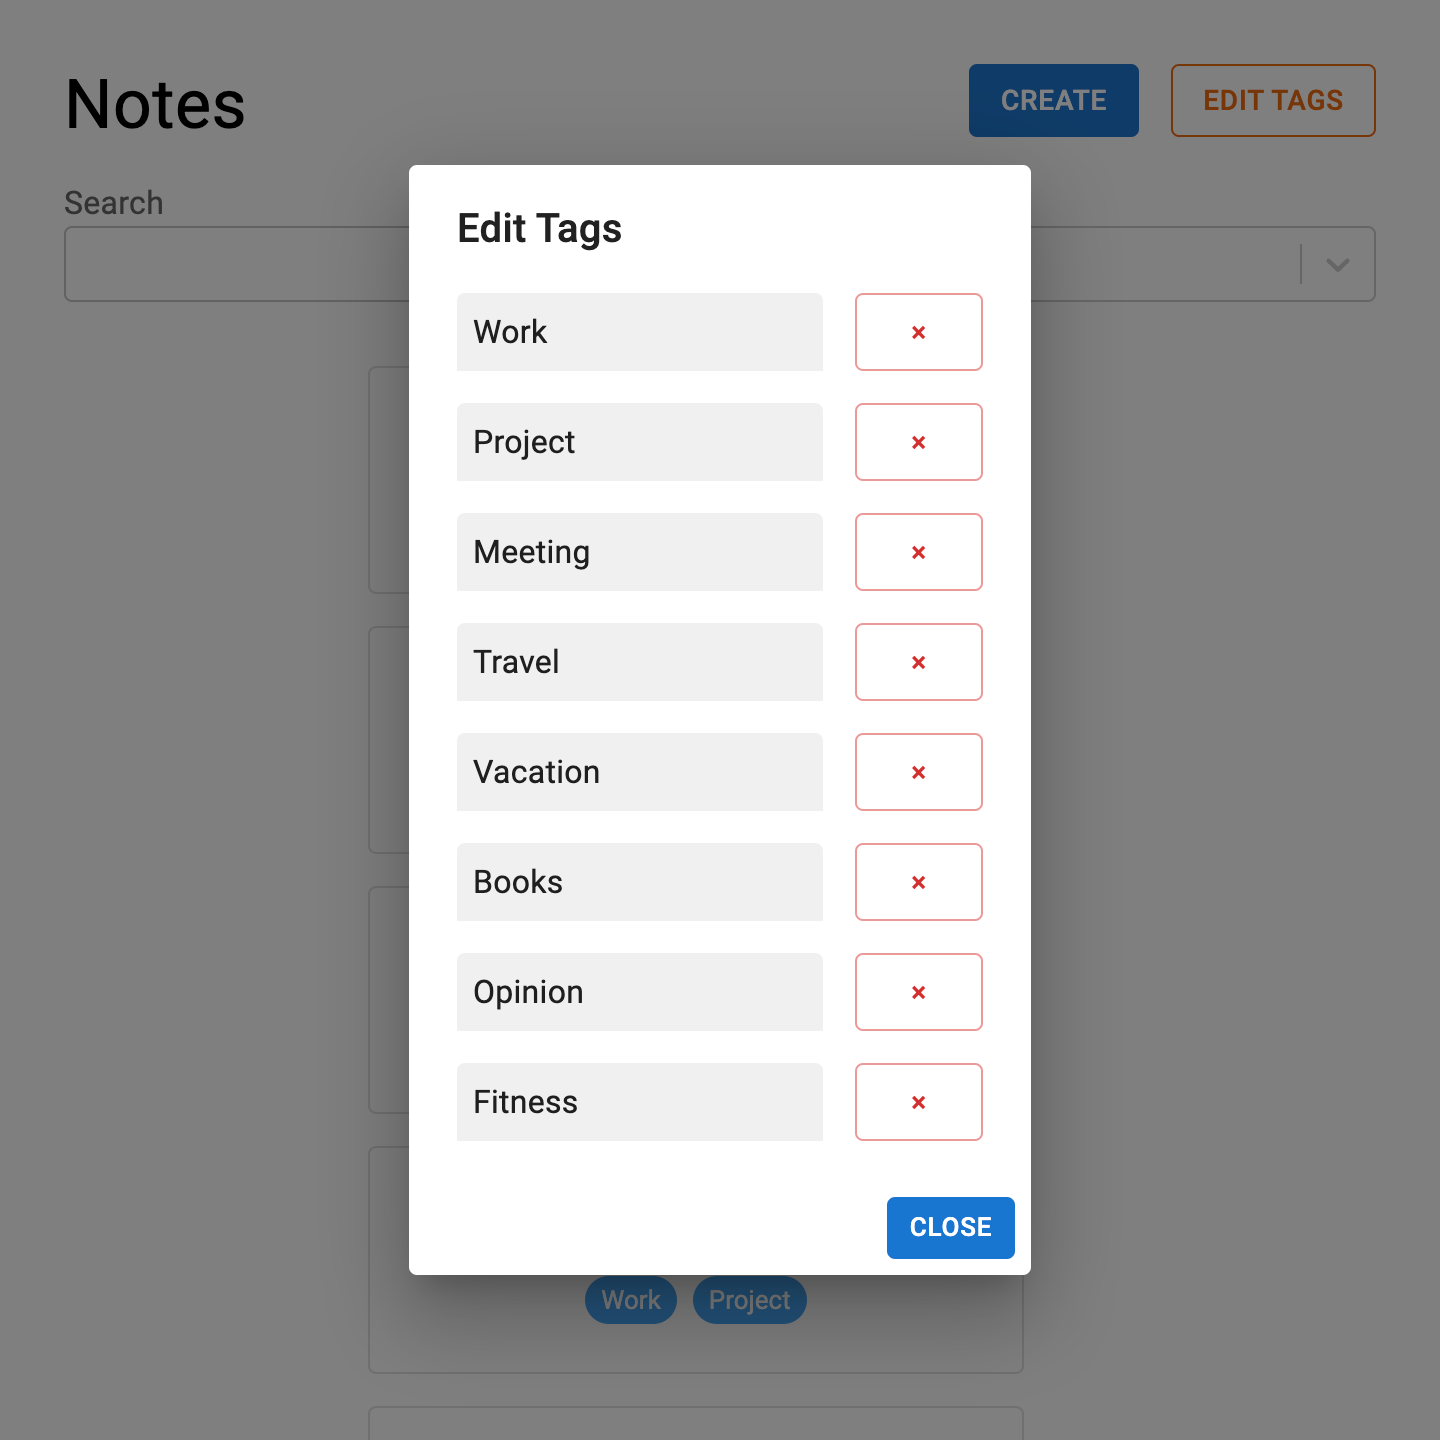 Notes
CREATE
EDIT TAGS
Search
Edit Tags
Work ×
Project ×
Meeting ×
Travel ×
Vacation ×
Books ×
Opinion ×
Fitness ×
CLOSE
Work
Project